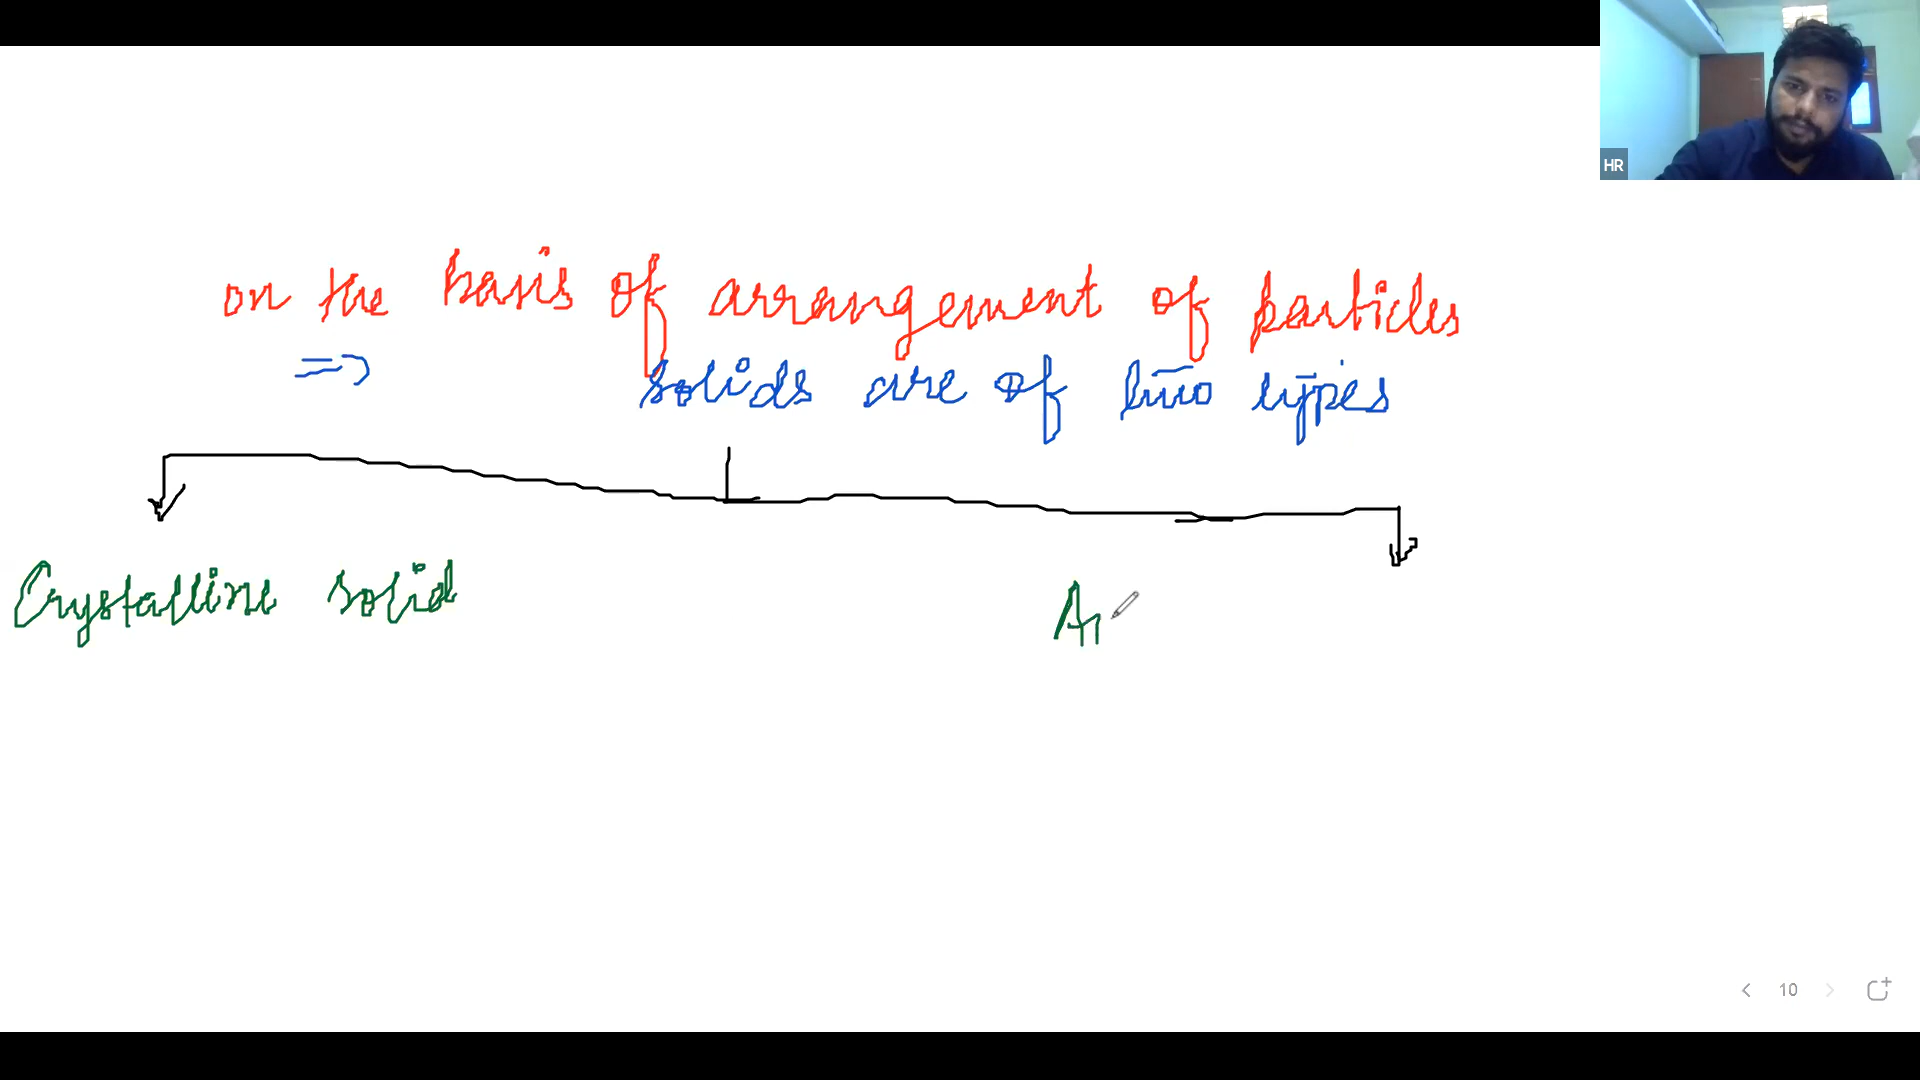 HR
on the basis of arrangement of particles
=> solids are of two types
Crystalline solid
10